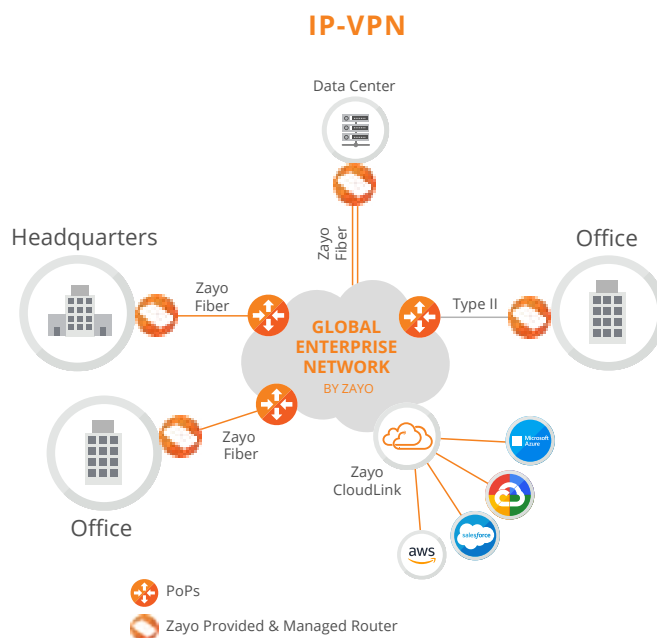 IP-VPN
Data Center
Zayo
Fiber
Headquarters
Office
Zayo
Fiber
Type II
GLOBAL
ENTERPRISE
NETWORK
BY ZAYO
Zayo
Fiber
Office
Zayo
CloudLink
Microsoft
Azure
salesforce
aws
PoPs
Zayo Provided & Managed Router